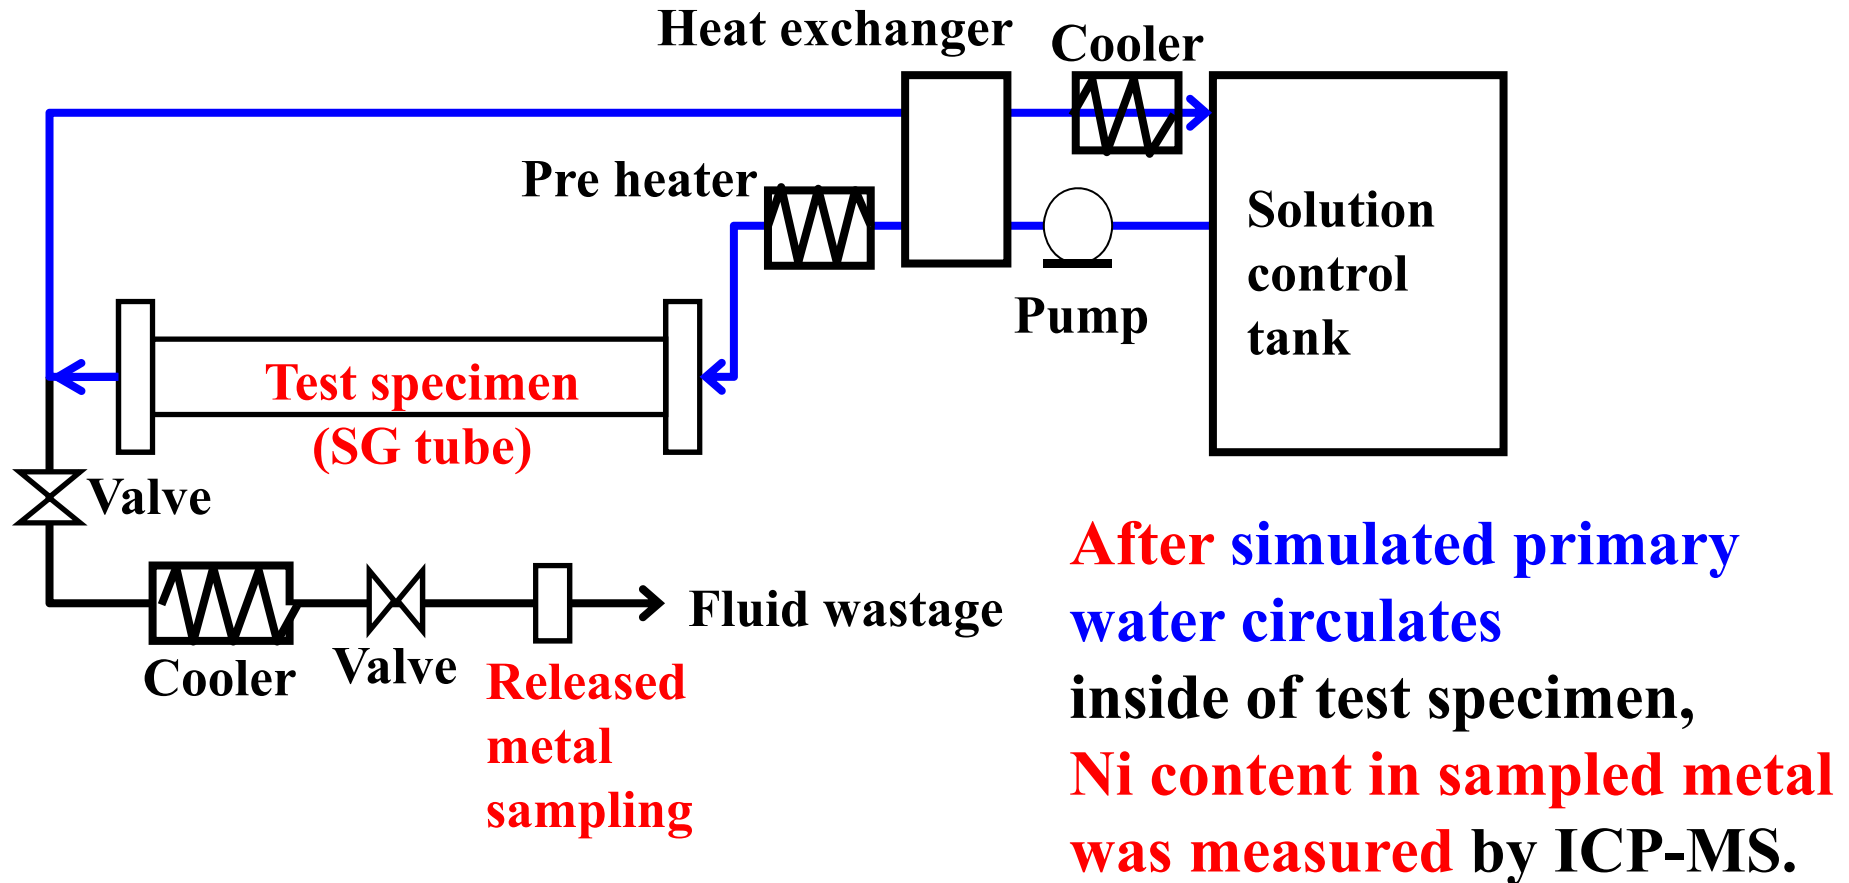 Heat exchanger
Cooler
Pre heater
Solution
control
tank
Pump
Test specimen
(SG tube)
Valve
Fluid wastage
Cooler
Valve
Released
metal
sampling
After simulated primary
water circulates
inside of test specimen,
Ni content in sampled metal
was measured by ICP-MS.